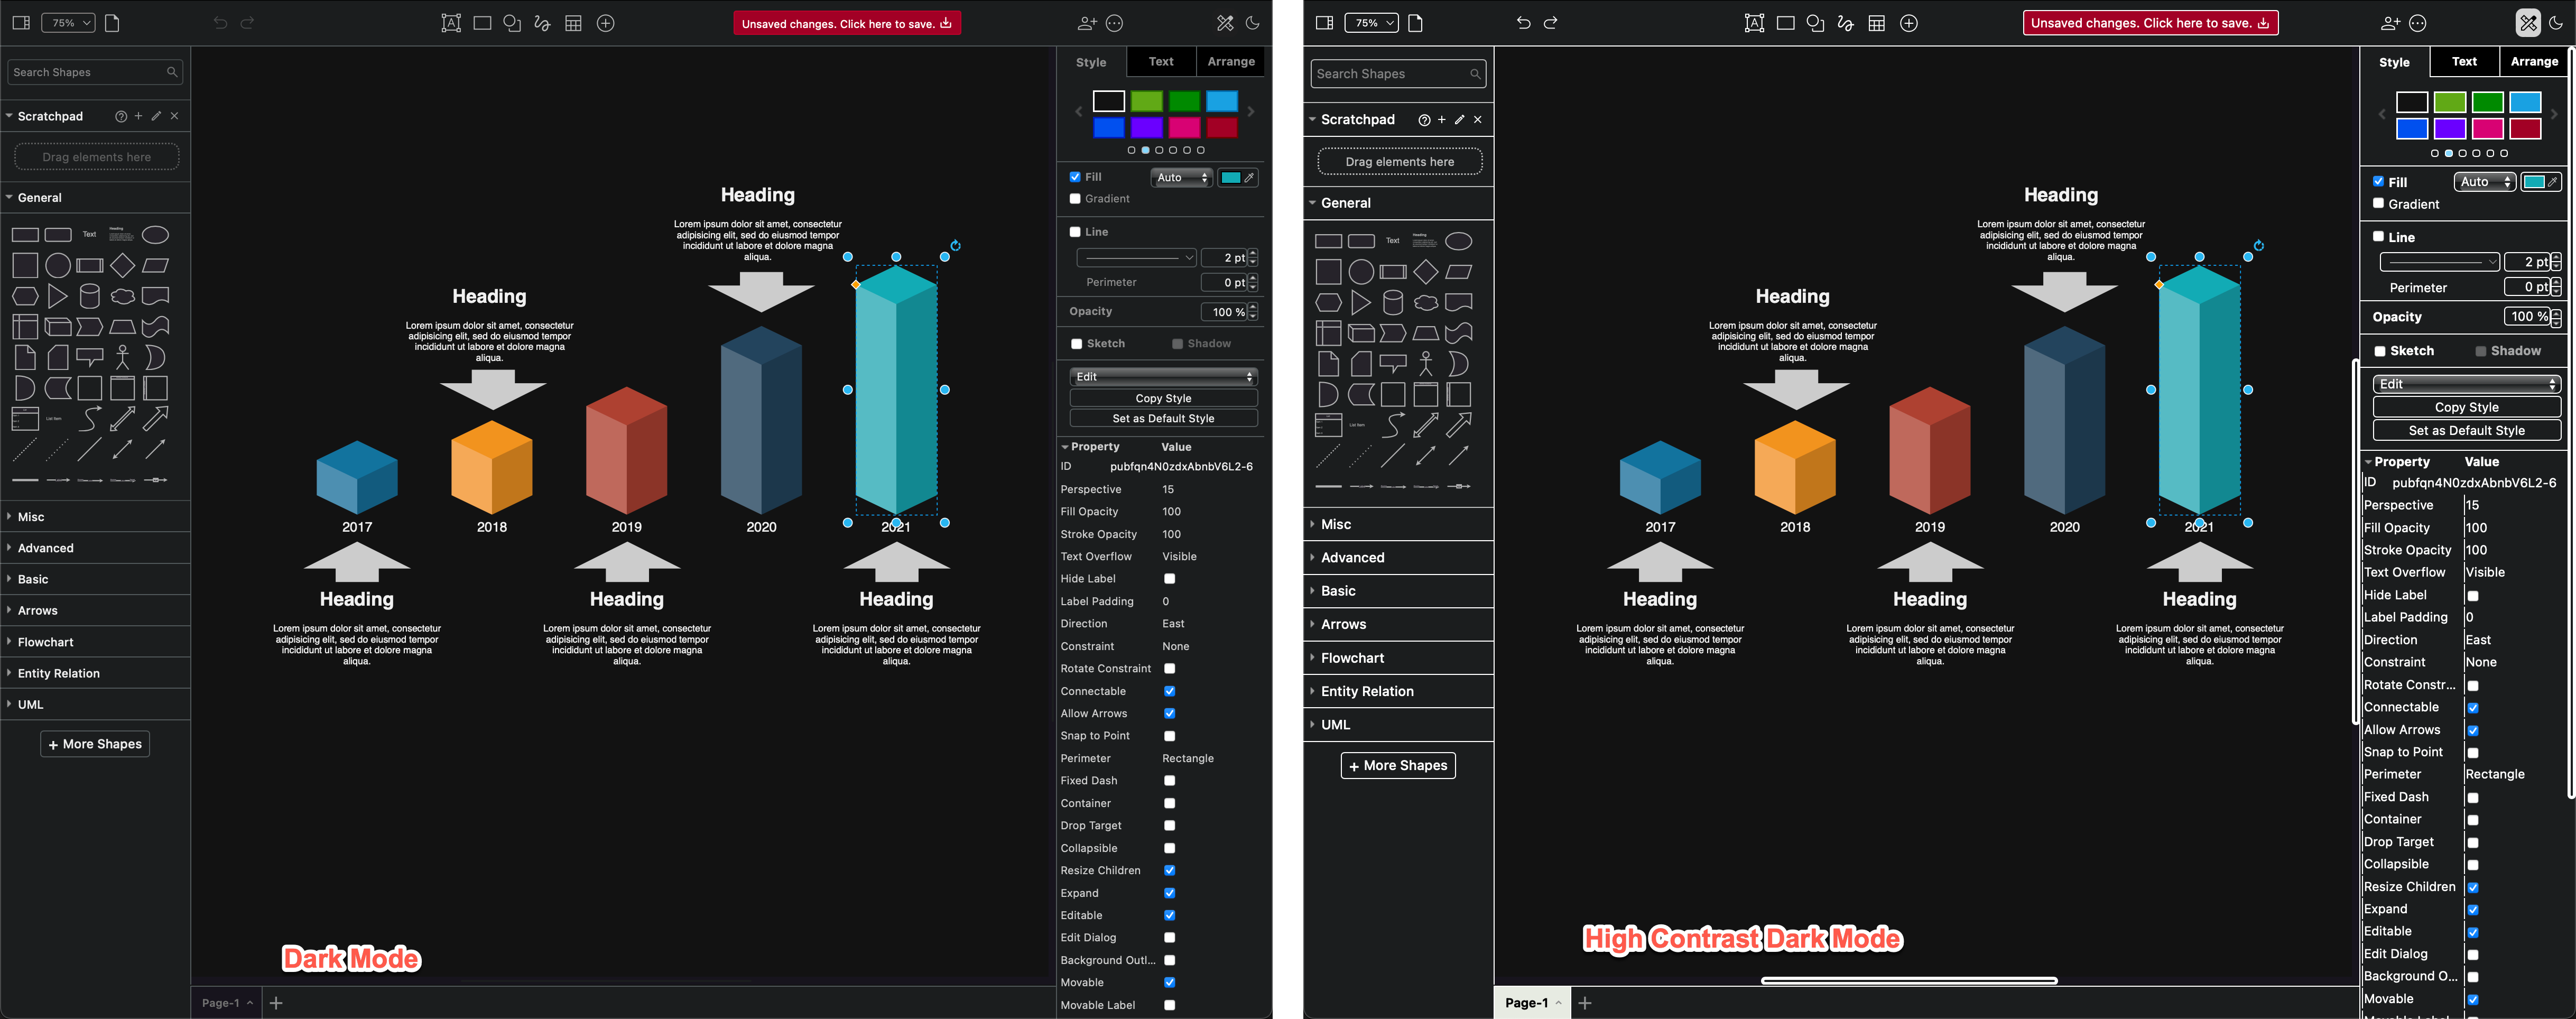 75%
Unsaved changes. Click here to save.
Search Shapes
Scratchpad
Drag elements here
General
Text
Heading
List Item
Misc
Advanced
Basic
Arrows
Flowchart
Entity Relation
UML
+ More Shapes
Heading
Lorem ipsum dolor sit amet, consectetur
adipisicing elit, sed do eiusmod tempor
incididunt ut labore et dolore magna
aliqua.
Heading
Lorem ipsum dolor sit amet, consectetur
adipisicing elit, sed do eiusmod tempor
incididunt ut labore et dolore magna
aliqua.
2017
2018
2019
2020
2021
Heading
Lorem ipsum dolor sit amet, consectetur
adipisicing elit, sed do eiusmod tempor
incididunt ut labore et dolore magna
aliqua.
Heading
Lorem ipsum dolor sit amet, consectetur
adipisicing elit, sed do eiusmod tempor
incididunt ut labore et dolore magna
aliqua.
Heading
Lorem ipsum dolor sit amet, consectetur
adipisicing elit, sed do eiusmod tempor
incididunt ut labore et dolore magna
aliqua.
Dark Mode
Page-1
Style Text Arrange
Fill Auto
Gradient
Line
2 pt
Perimeter 0 pt
Opacity 100 %
Sketch Shadow
Edit
Copy Style
Set as Default Style
Property Value
ID pubfqn4N0zdxAbnbV6L2-6
Perspective 15
Fill Opacity 100
Stroke Opacity 100
Text Overflow Visible
Hide Label
Label Padding 0
Direction East
Constraint None
Rotate Constraint
Connectable
Allow Arrows
Snap to Point
Perimeter Rectangle
Fixed Dash
Container
Drop Target
Collapsible
Resize Children
Expand
Editable
Edit Dialog
Background Outl...
Movable
Movable Label
75%
Unsaved changes. Click here to save.
Search Shapes
Scratchpad
Drag elements here
General
Text
Heading
List Item
Misc
Advanced
Basic
Arrows
Flowchart
Entity Relation
UML
+ More Shapes
Heading
Lorem ipsum dolor sit amet, consectetur
adipisicing elit, sed do eiusmod tempor
incididunt ut labore et dolore magna
aliqua.
Heading
Lorem ipsum dolor sit amet, consectetur
adipisicing elit, sed do eiusmod tempor
incididunt ut labore et dolore magna
aliqua.
2017
2018
2019
2020
2021
Heading
Lorem ipsum dolor sit amet, consectetur
adipisicing elit, sed do eiusmod tempor
incididunt ut labore et dolore magna
aliqua.
Heading
Lorem ipsum dolor sit amet, consectetur
adipisicing elit, sed do eiusmod tempor
incididunt ut labore et dolore magna
aliqua.
Heading
Lorem ipsum dolor sit amet, consectetur
adipisicing elit, sed do eiusmod tempor
incididunt ut labore et dolore magna
aliqua.
High Contrast Dark Mode
Page-1
Style Text Arrange
Fill Auto
Gradient
Line
2 pt
Perimeter 0 pt
Opacity 100 %
Sketch Shadow
Edit
Copy Style
Set as Default Style
Property Value
ID pubfqn4N0zdxAbnbV6L2-6
Perspective 15
Fill Opacity 100
Stroke Opacity 100
Text Overflow Visible
Hide Label
Label Padding 0
Direction East
Constraint None
Rotate Constr...
Connectable
Allow Arrows
Snap to Point
Perimeter Rectangle
Fixed Dash
Container
Drop Target
Collapsible
Resize Children
Expand
Editable
Edit Dialog
Background O...
Movable